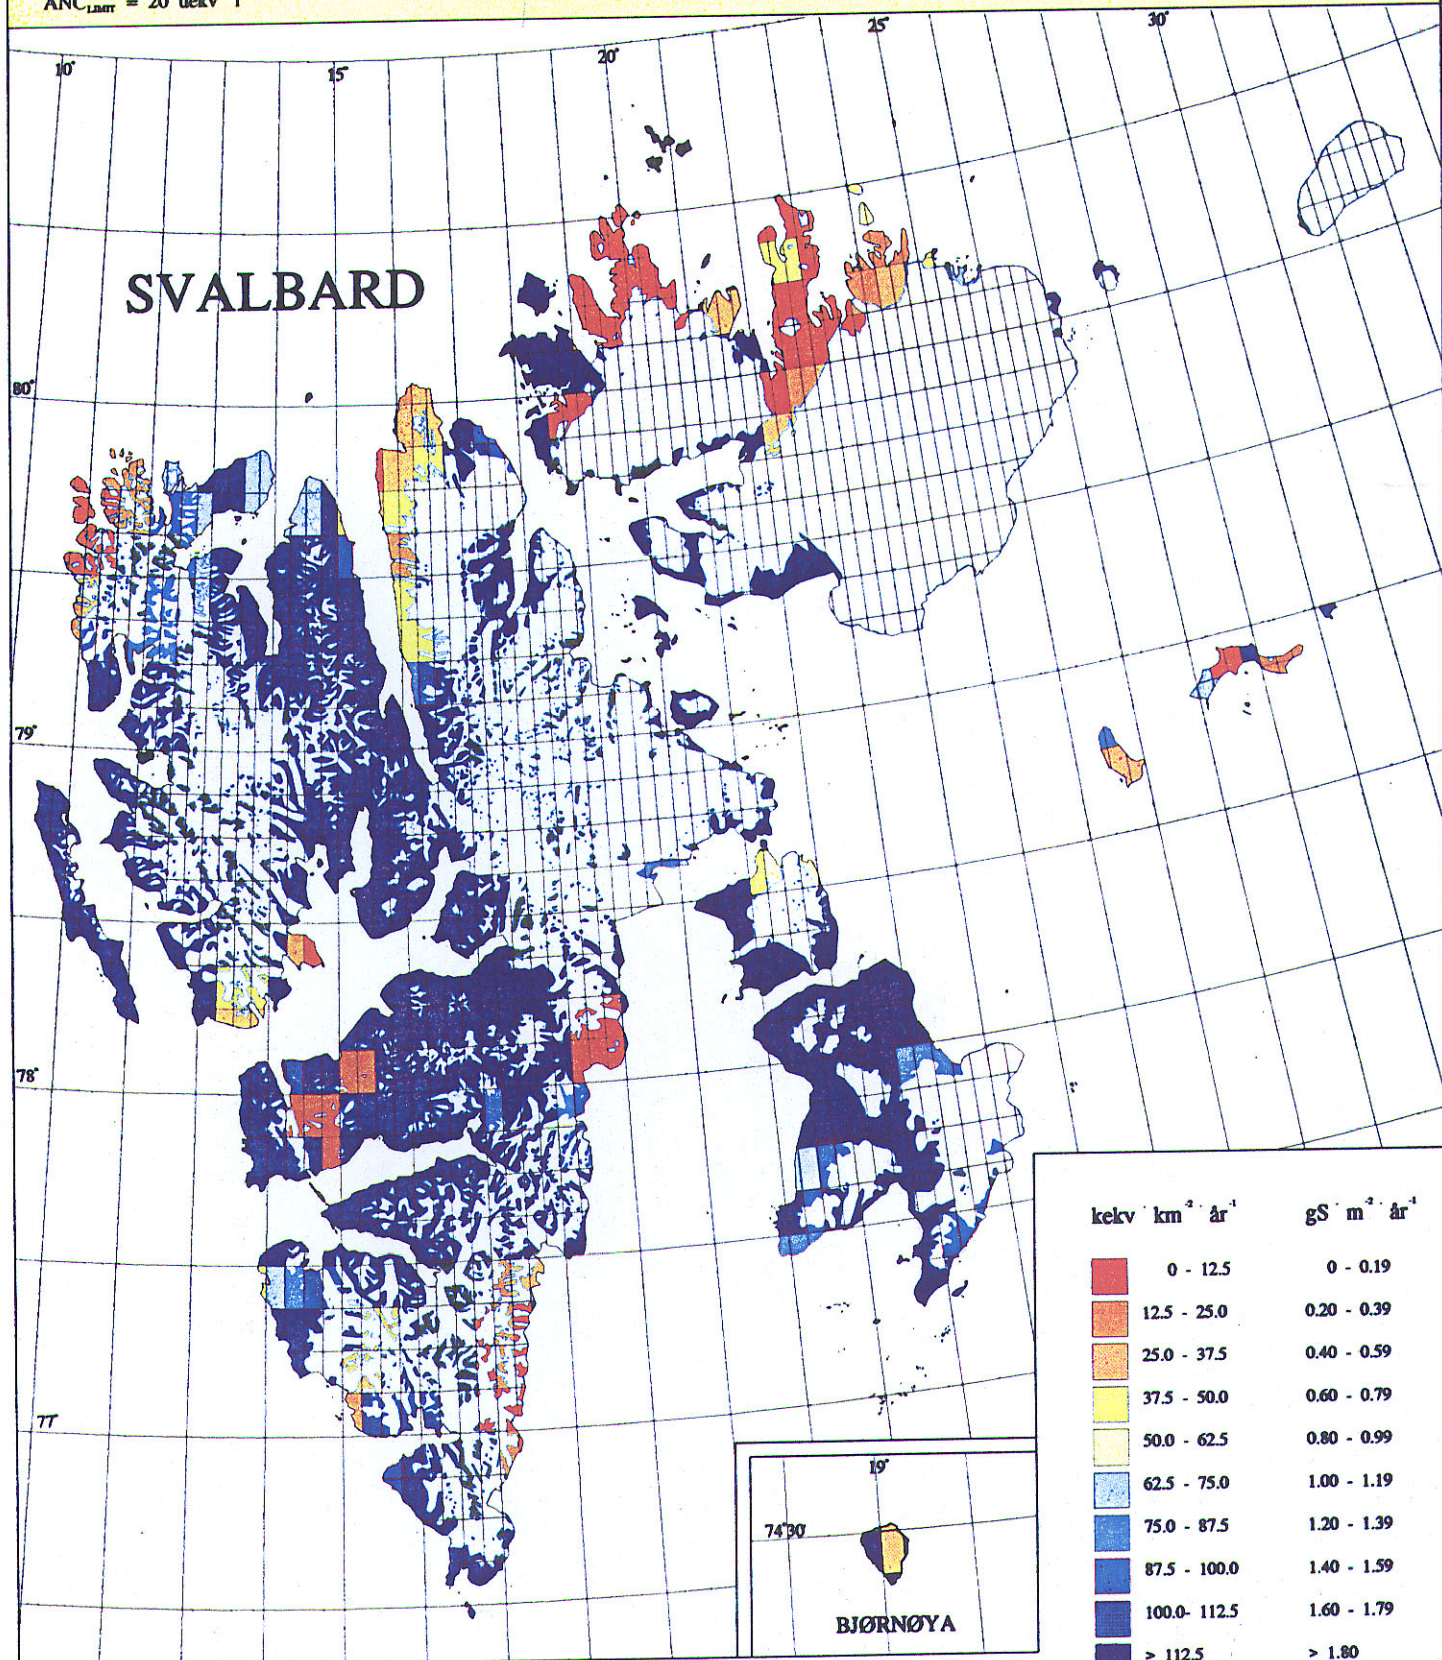 ANC_LIMIT = 20 uekv l
10° 15° 20° 25° 30°
SVALBARD
80°
79°
78°
77°
kekv · km⁻² · år⁻¹ gS · m⁻² · år⁻¹
0 - 12.5 0 - 0.19
12.5 - 25.0 0.20 - 0.39
25.0 - 37.5 0.40 - 0.59
37.5 - 50.0 0.60 - 0.79
50.0 - 62.5 0.80 - 0.99
62.5 - 75.0 1.00 - 1.19
75.0 - 87.5 1.20 - 1.39
87.5 - 100.0 1.40 - 1.59
100.0- 112.5 1.60 - 1.79
> 112.5 > 1.80
19°
74°30'
BJØRNØYA